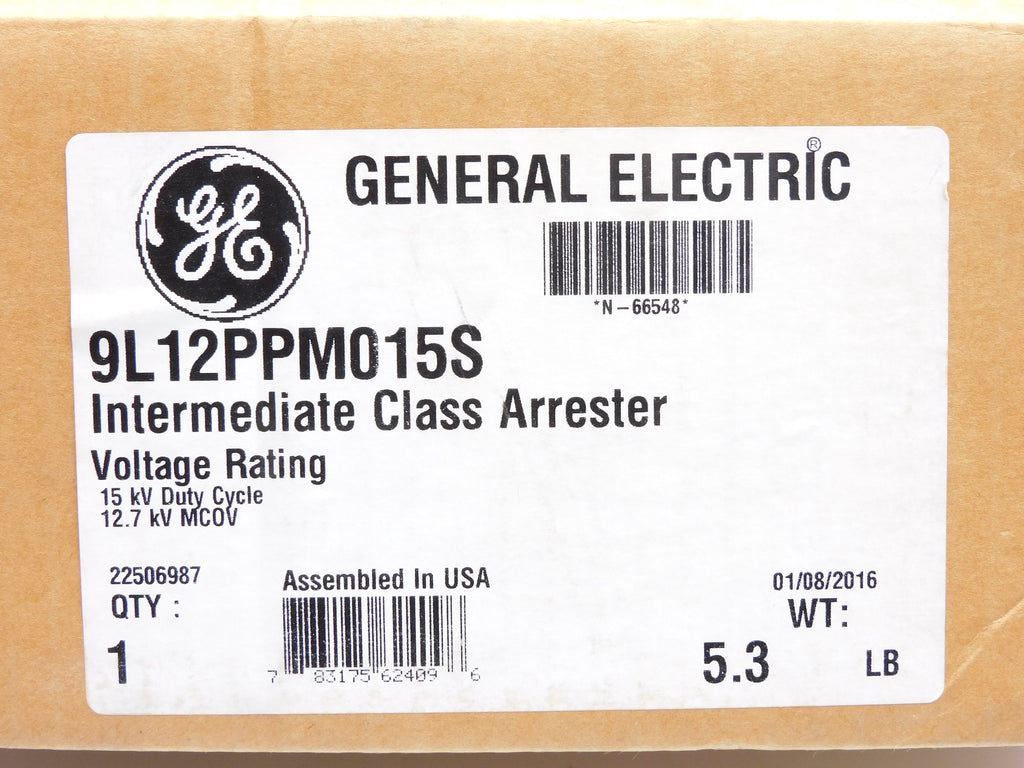 GE
GENERAL ELECTRIC®
*N-66548*
9L12PPM015S
Intermediate Class Arrester
Voltage Rating
15 kV Duty Cycle
12.7 kV MCOV
22506987
Assembled In USA
01/08/2016
QTY :
WT:
1
7 83175 62409 6
5.3 LB